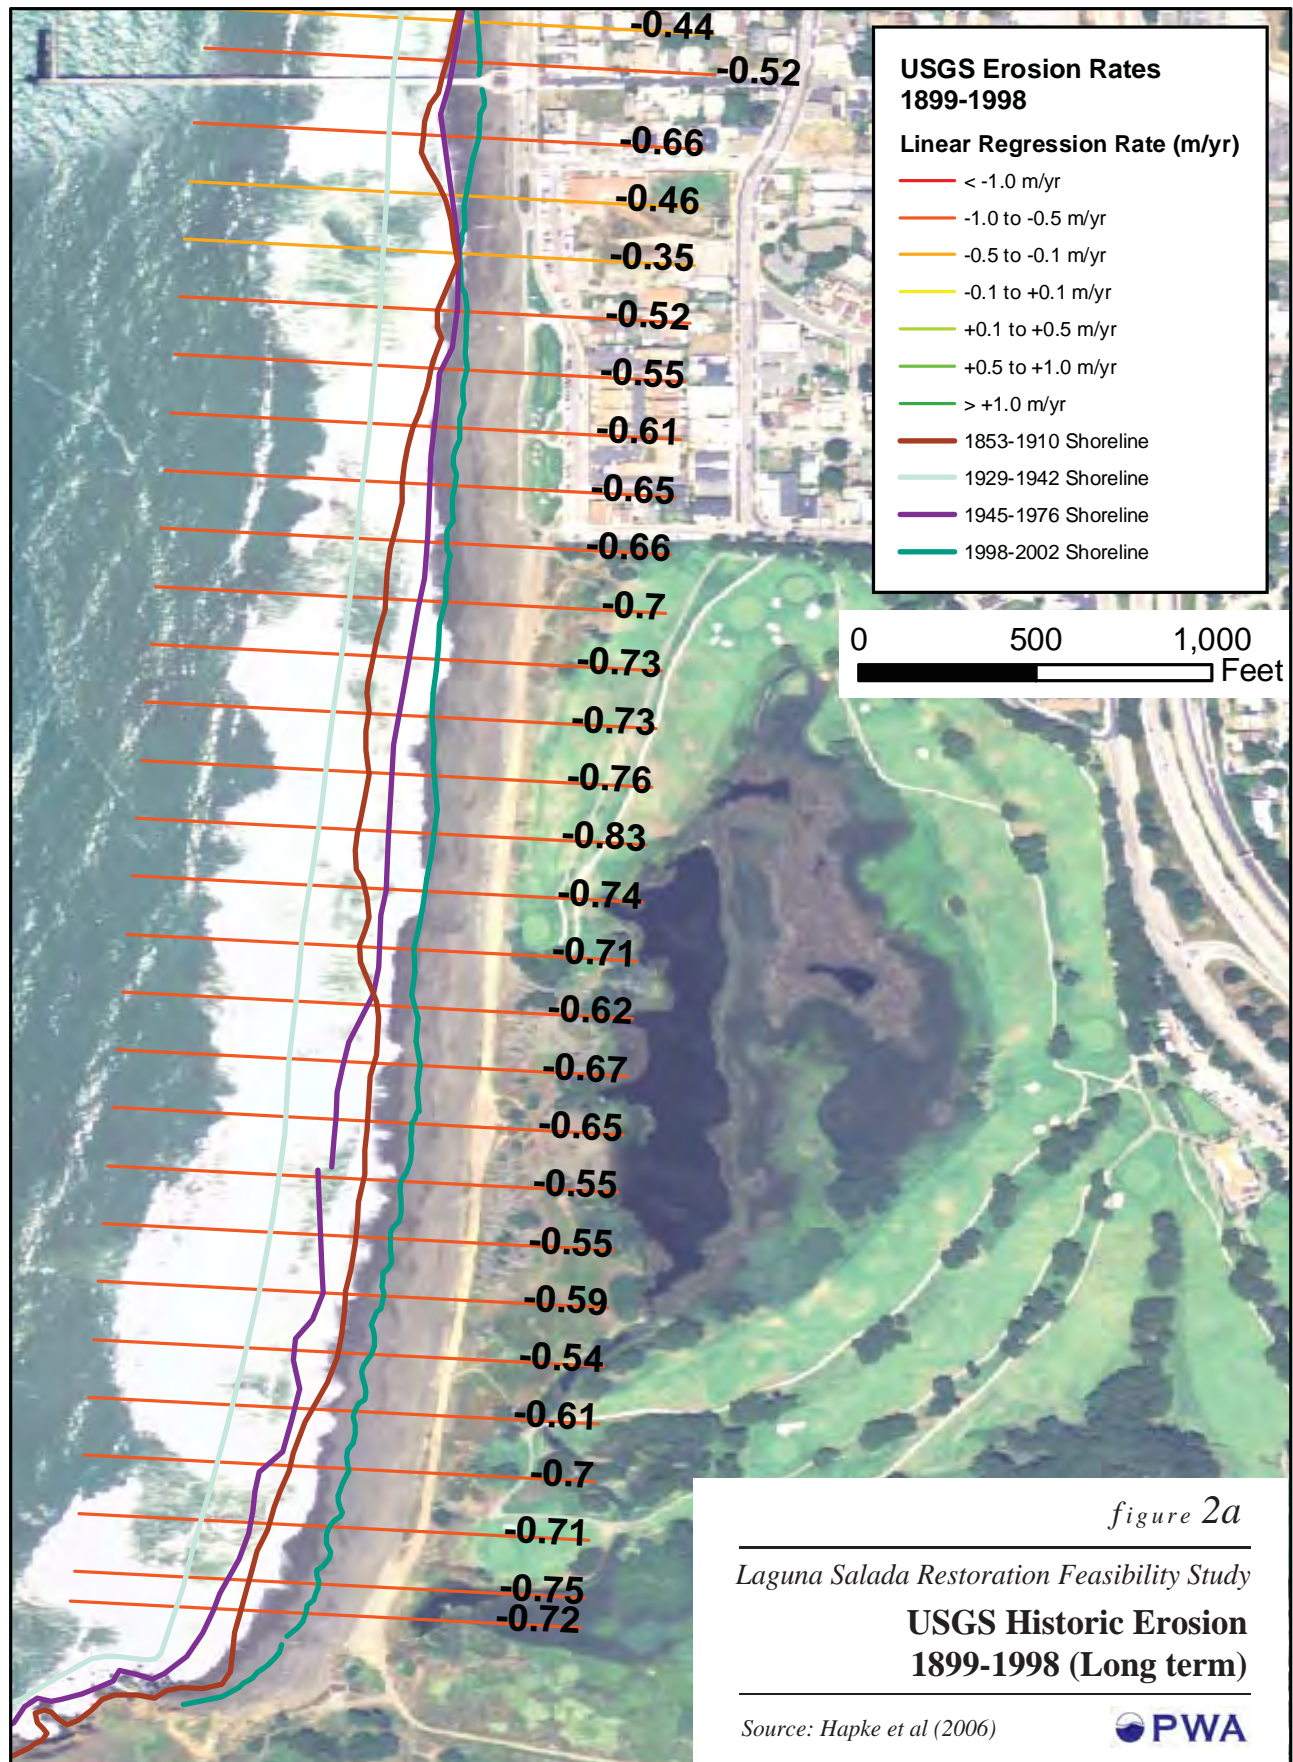 -0.44
-0.52
-0.66
-0.46
-0.35
-0.52
-0.55
-0.61
-0.65
-0.66
-0.7
-0.73
-0.73
-0.76
-0.83
-0.74
-0.71
-0.62
-0.67
-0.65
-0.55
-0.55
-0.59
-0.54
-0.61
-0.7
-0.71
-0.75
-0.72
USGS Erosion Rates
1899-1998
Linear Regression Rate (m/yr)
< -1.0 m/yr
-1.0 to -0.5 m/yr
-0.5 to -0.1 m/yr
-0.1 to +0.1 m/yr
+0.1 to +0.5 m/yr
+0.5 to +1.0 m/yr
> +1.0 m/yr
1853-1910 Shoreline
1929-1942 Shoreline
1945-1976 Shoreline
1998-2002 Shoreline
0 500 1,000
Feet
figure 2a
Laguna Salada Restoration Feasibility Study
USGS Historic Erosion
1899-1998 (Long term)
Source: Hapke et al (2006)
PWA